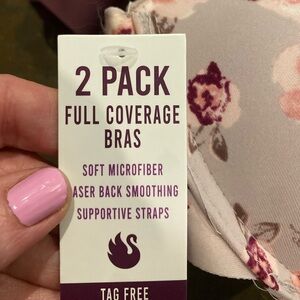 2 PACK
FULL COVERAGE
BRAS
SOFT MICROFIBER
ASER BACK SMOOTHING
SUPPORTIVE STRAPS
TAG FREE